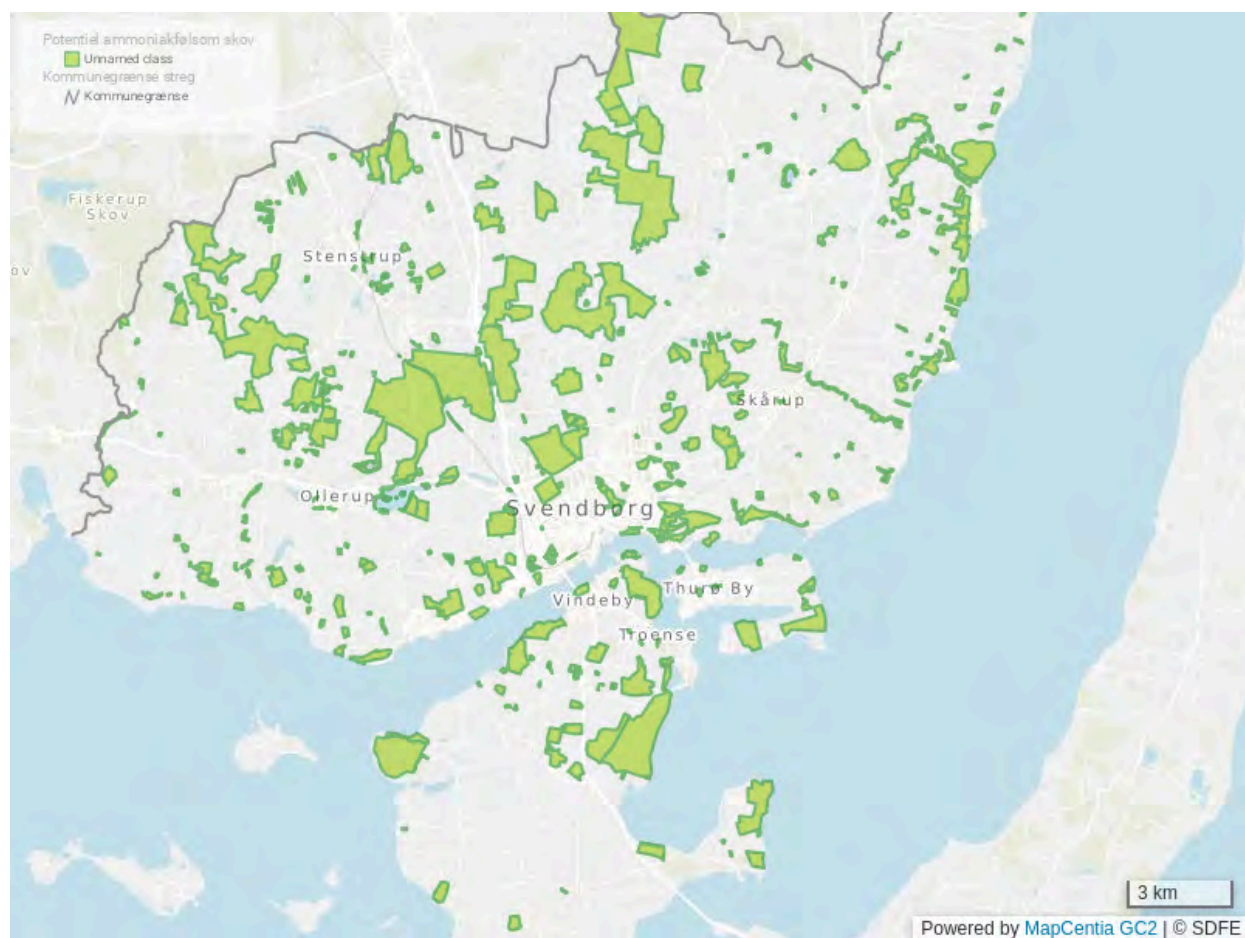 Potentiel ammoniakfølsom skov
Unnamed class
Kommunegrænse streg
Kommunegrænse
Fiskerup
Skov
ov
Stenstrup
Skårup
Ollerup
Svendborg
Vindeby
Thurø By
Troense
3 km
Powered by MapCentia GC2 | © SDFE